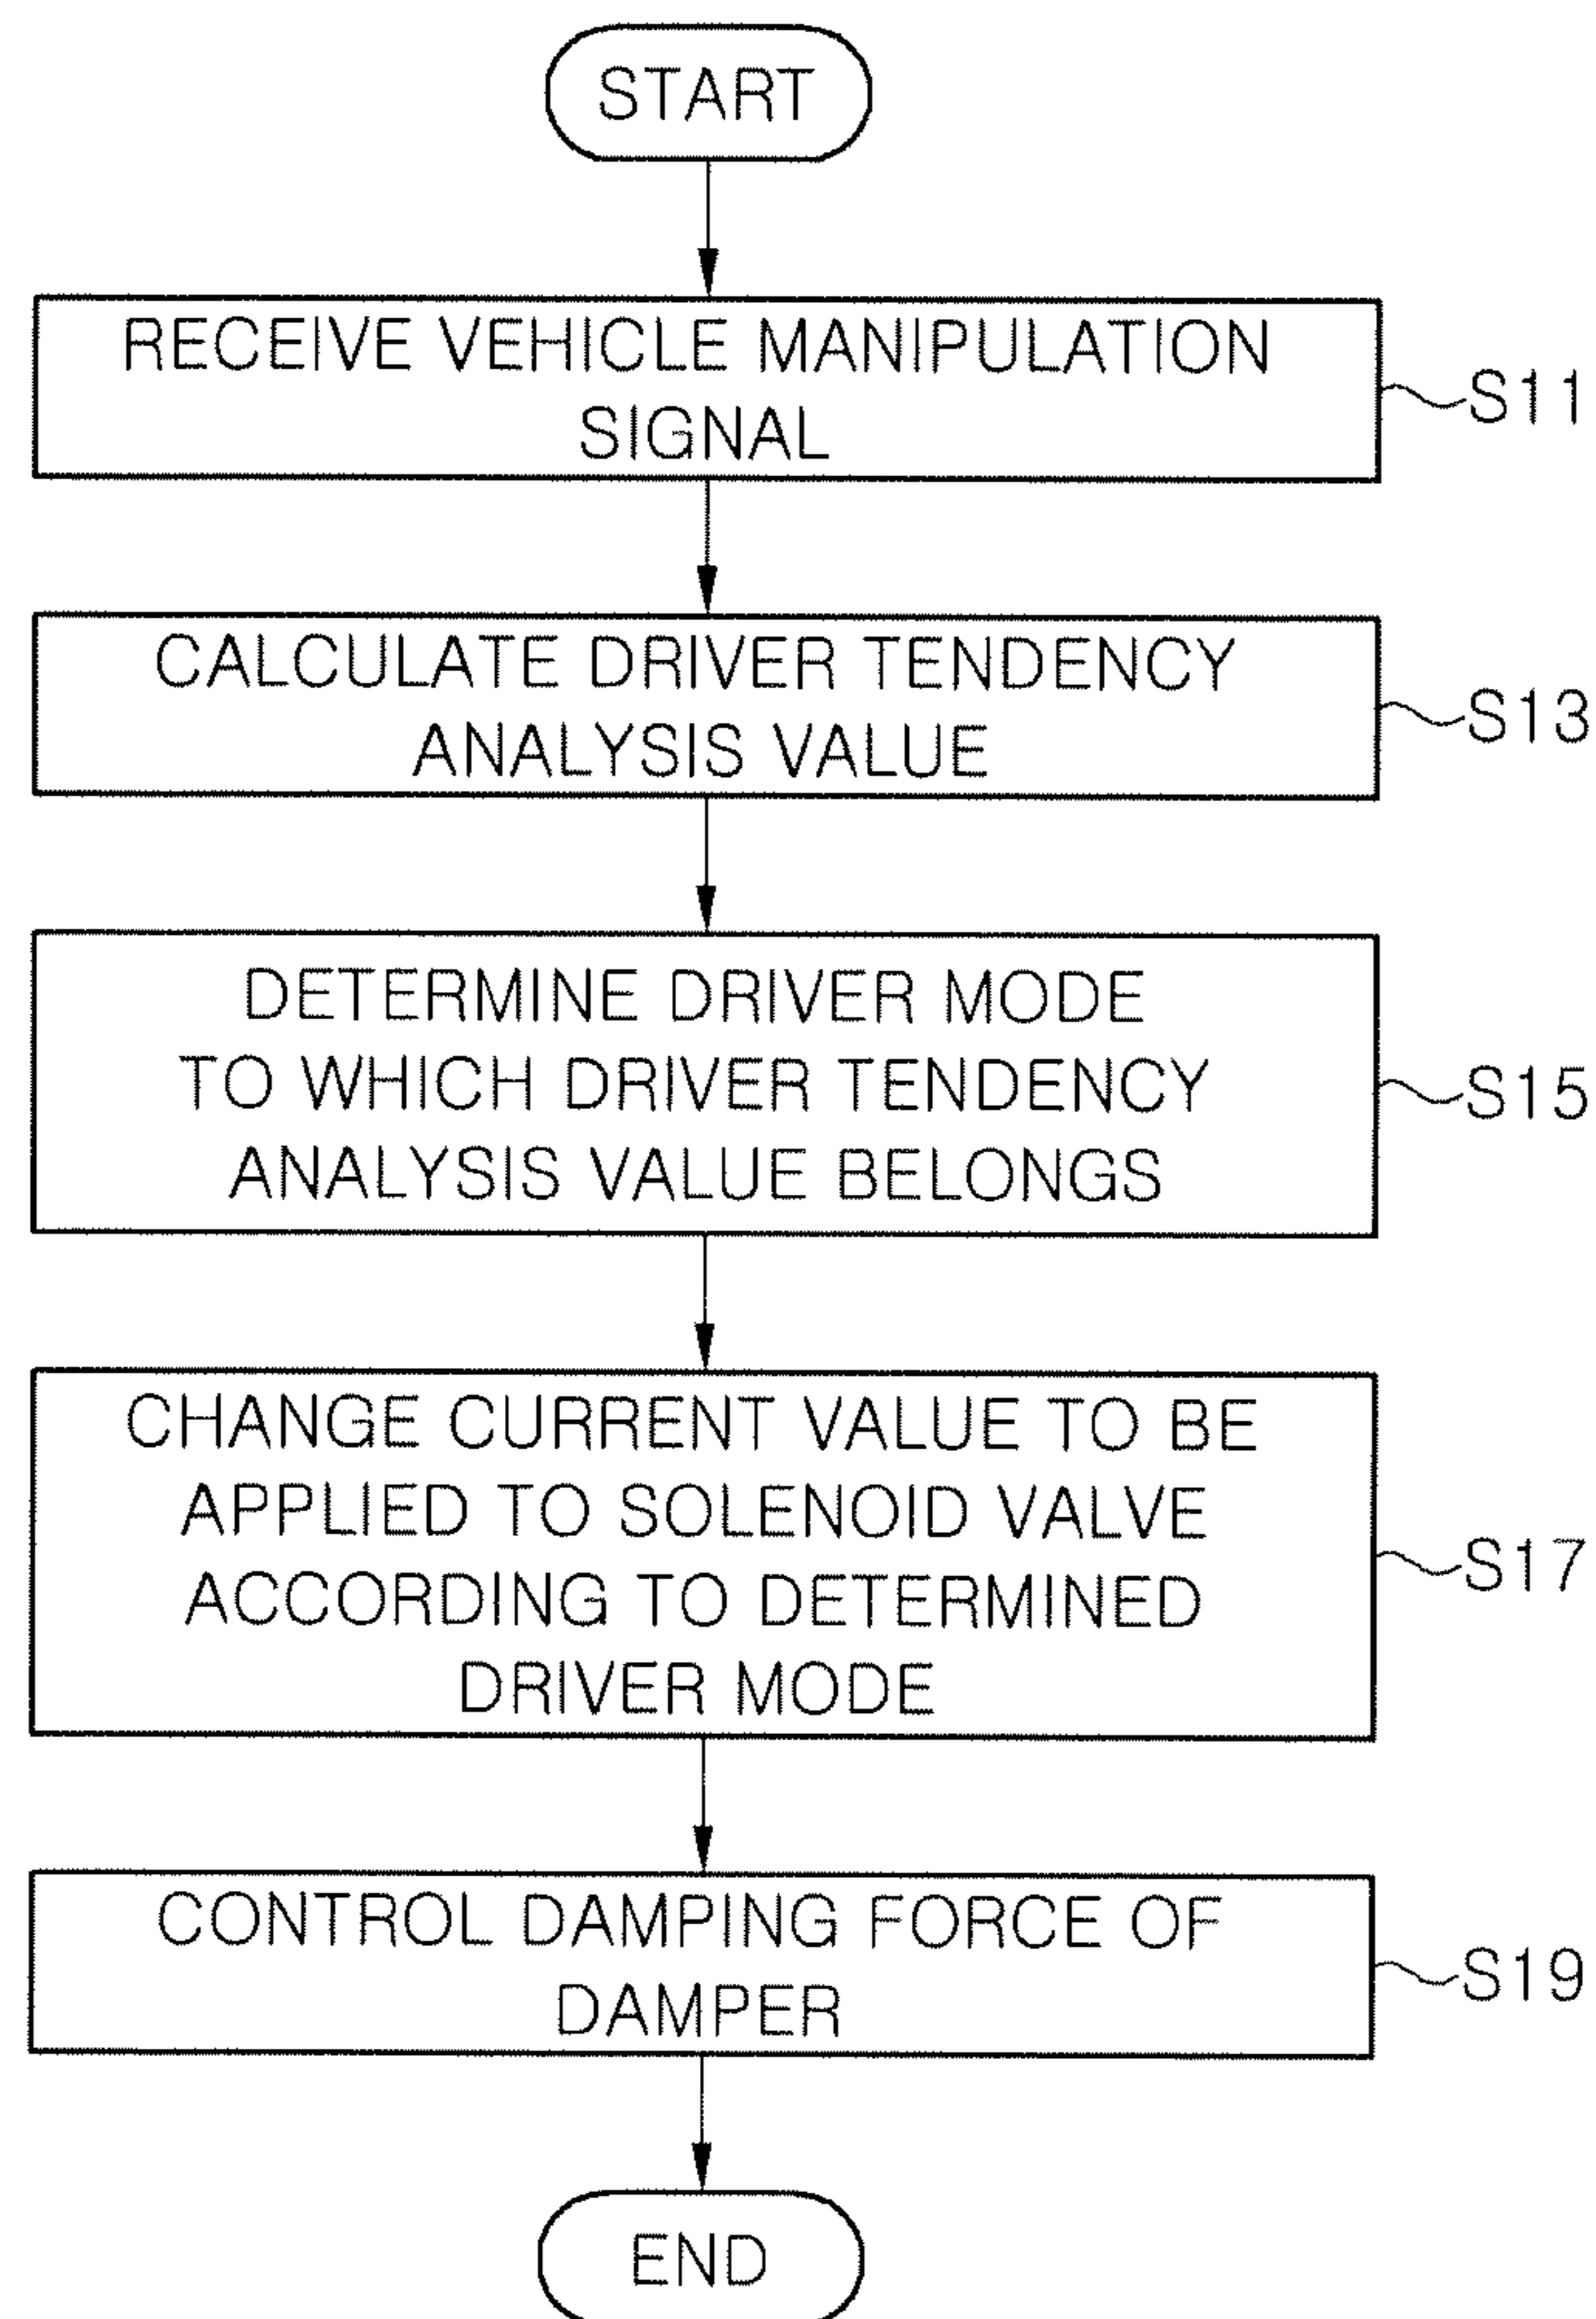 START
RECEIVE VEHICLE MANIPULATION
SIGNAL
S11
CALCULATE DRIVER TENDENCY
ANALYSIS VALUE
S13
DETERMINE DRIVER MODE
TO WHICH DRIVER TENDENCY
ANALYSIS VALUE BELONGS
S15
CHANGE CURRENT VALUE TO BE
APPLIED TO SOLENOID VALVE
ACCORDING TO DETERMINED
DRIVER MODE
S17
CONTROL DAMPING FORCE OF
DAMPER
S19
END